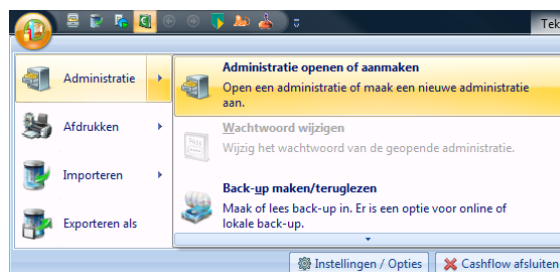 Tek
Administratie
Afdrukken
Importeren
Exporteren als
Administratie openen of aanmaken
Open een administratie of maak een nieuwe administratie
aan.
Wachtwoord wijzigen
Wijzig het wachtwoord van de geopende administratie.
Back-up maken/teruglezen
Maak of lees back-up in. Er is een optie voor online of
lokale back-up.
Instellingen / Opties
Cashflow afsluiten